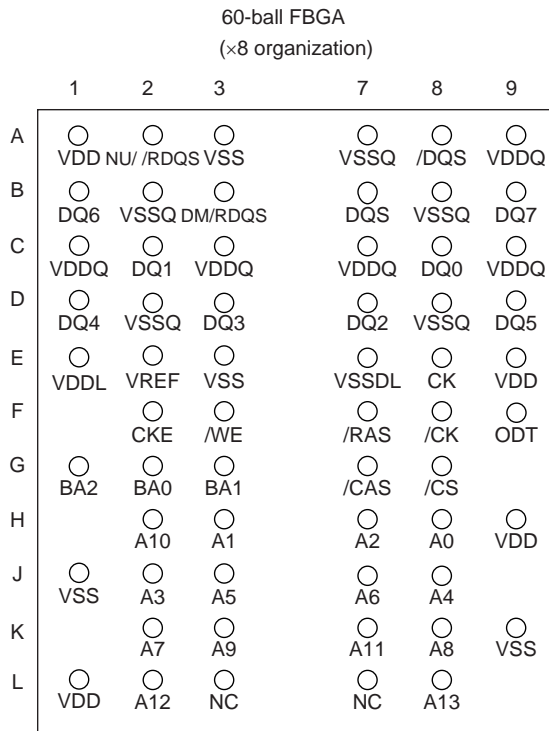 60-ball FBGA
(×8 organization)
1 2 3 7 8 9
A
VDD NU/ /RDQS VSS VSSQ /DQS VDDQ
B
DQ6 VSSQ DM/RDQS DQS VSSQ DQ7
C
VDDQ DQ1 VDDQ VDDQ DQ0 VDDQ
D
DQ4 VSSQ DQ3 DQ2 VSSQ DQ5
E
VDDL VREF VSS VSSDL CK VDD
F
CKE /WE /RAS /CK ODT
G
BA2 BA0 BA1 /CAS /CS
H
A10 A1 A2 A0 VDD
J
VSS A3 A5 A6 A4
K
A7 A9 A11 A8 VSS
L
VDD A12 NC NC A13